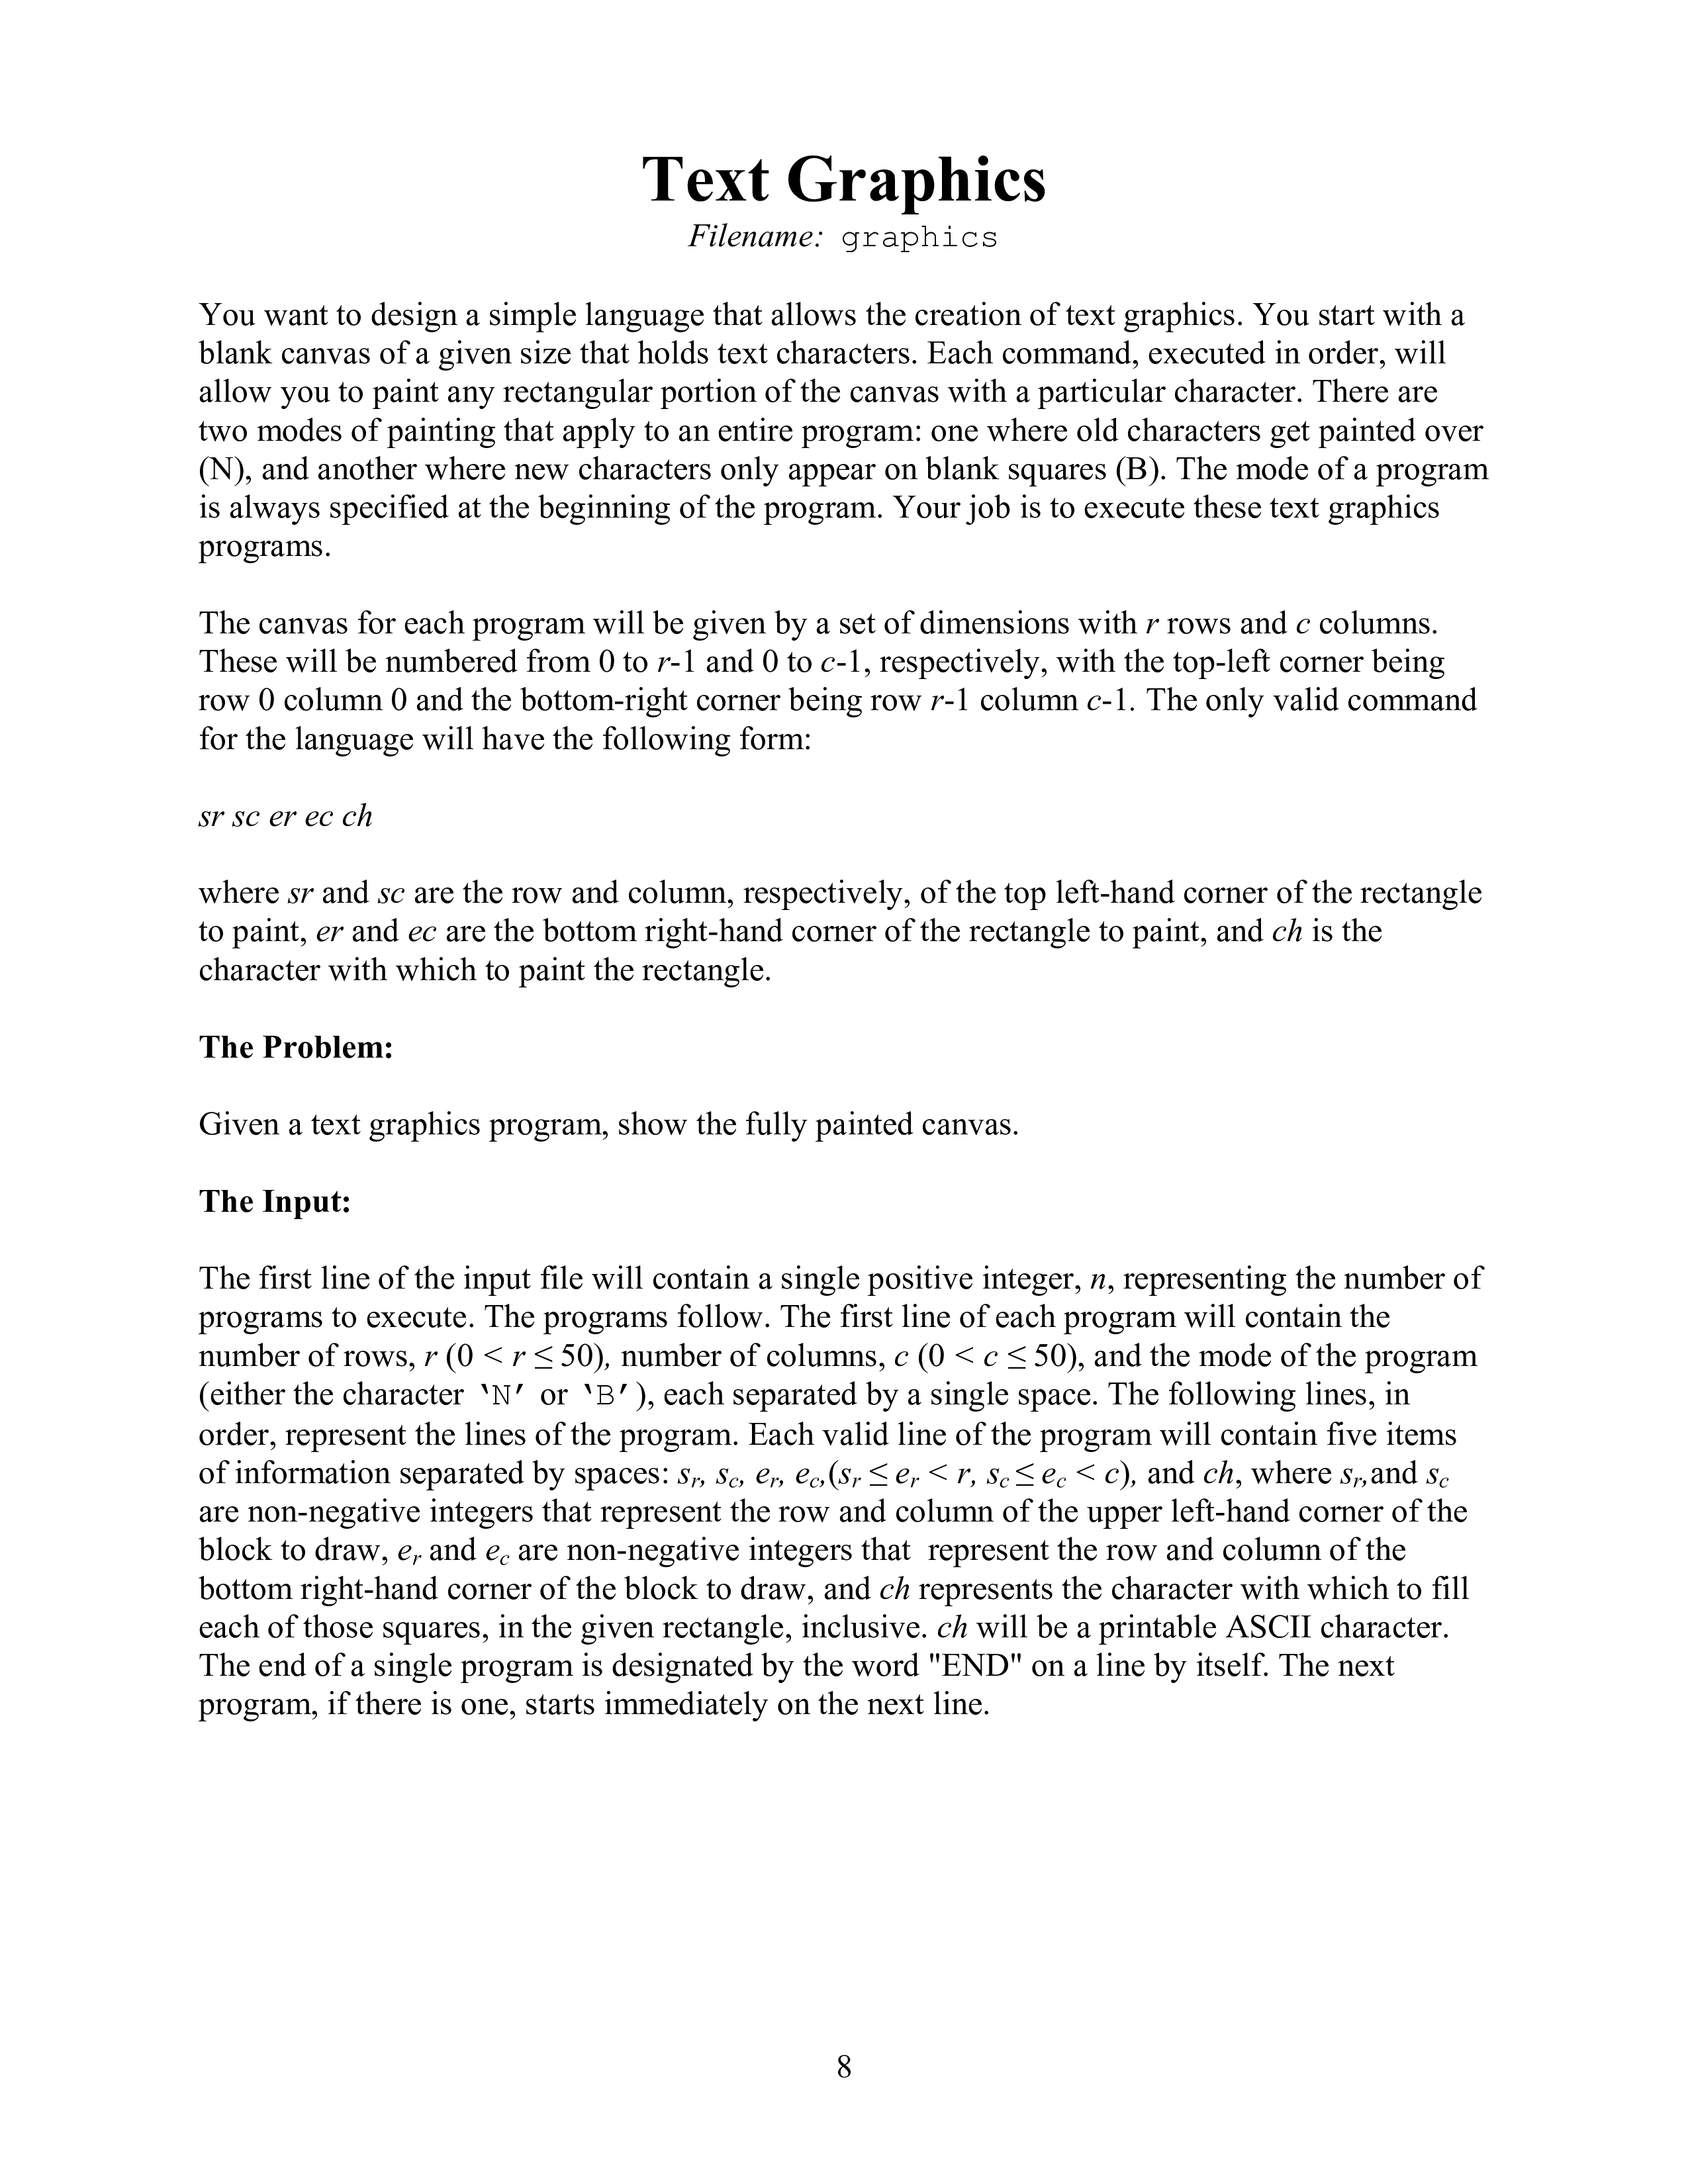 Text Graphics
Filename: graphics
You want to design a simple language that allows the creation of text graphics. You start with a
blank canvas of a given size that holds text characters. Each command, executed in order, will
allow you to paint any rectangular portion of the canvas with a particular character. There are
two modes of painting that apply to an entire program: one where old characters get painted over
(N), and another where new characters only appear on blank squares (B). The mode of a program
is always specified at the beginning of the program. Your job is to execute these text graphics
programs.
The canvas for each program will be given by a set of dimensions with r rows and c columns.
These will be numbered from 0 to r-1 and 0 to c-1, respectively, with the top-left corner being
row 0 column 0 and the bottom-right corner being row r-1 column c-1. The only valid command
for the language will have the following form:
sr sc er ec ch
where sr and sc are the row and column, respectively, of the top left-hand corner of the rectangle
to paint, er and ec are the bottom right-hand corner of the rectangle to paint, and ch is the
character with which to paint the rectangle.
The Problem:
Given a text graphics program, show the fully painted canvas.
The Input:
The first line of the input file will contain a single positive integer, n, representing the number of
programs to execute. The programs follow. The first line of each program will contain the
number of rows, r (0 < r ≤ 50), number of columns, c (0 < c ≤ 50), and the mode of the program
(either the character ‘N’ or ‘B’), each separated by a single space. The following lines, in
order, represent the lines of the program. Each valid line of the program will contain five items
of information separated by spaces: sr, sc, er, ec,(sr ≤ er < r, sc ≤ ec < c), and ch, where sr,and sc
are non-negative integers that represent the row and column of the upper left-hand corner of the
block to draw, er and ec are non-negative integers that  represent the row and column of the
bottom right-hand corner of the block to draw, and ch represents the character with which to fill
each of those squares, in the given rectangle, inclusive. ch will be a printable ASCII character.
The end of a single program is designated by the word "END" on a line by itself. The next
program, if there is one, starts immediately on the next line.
8